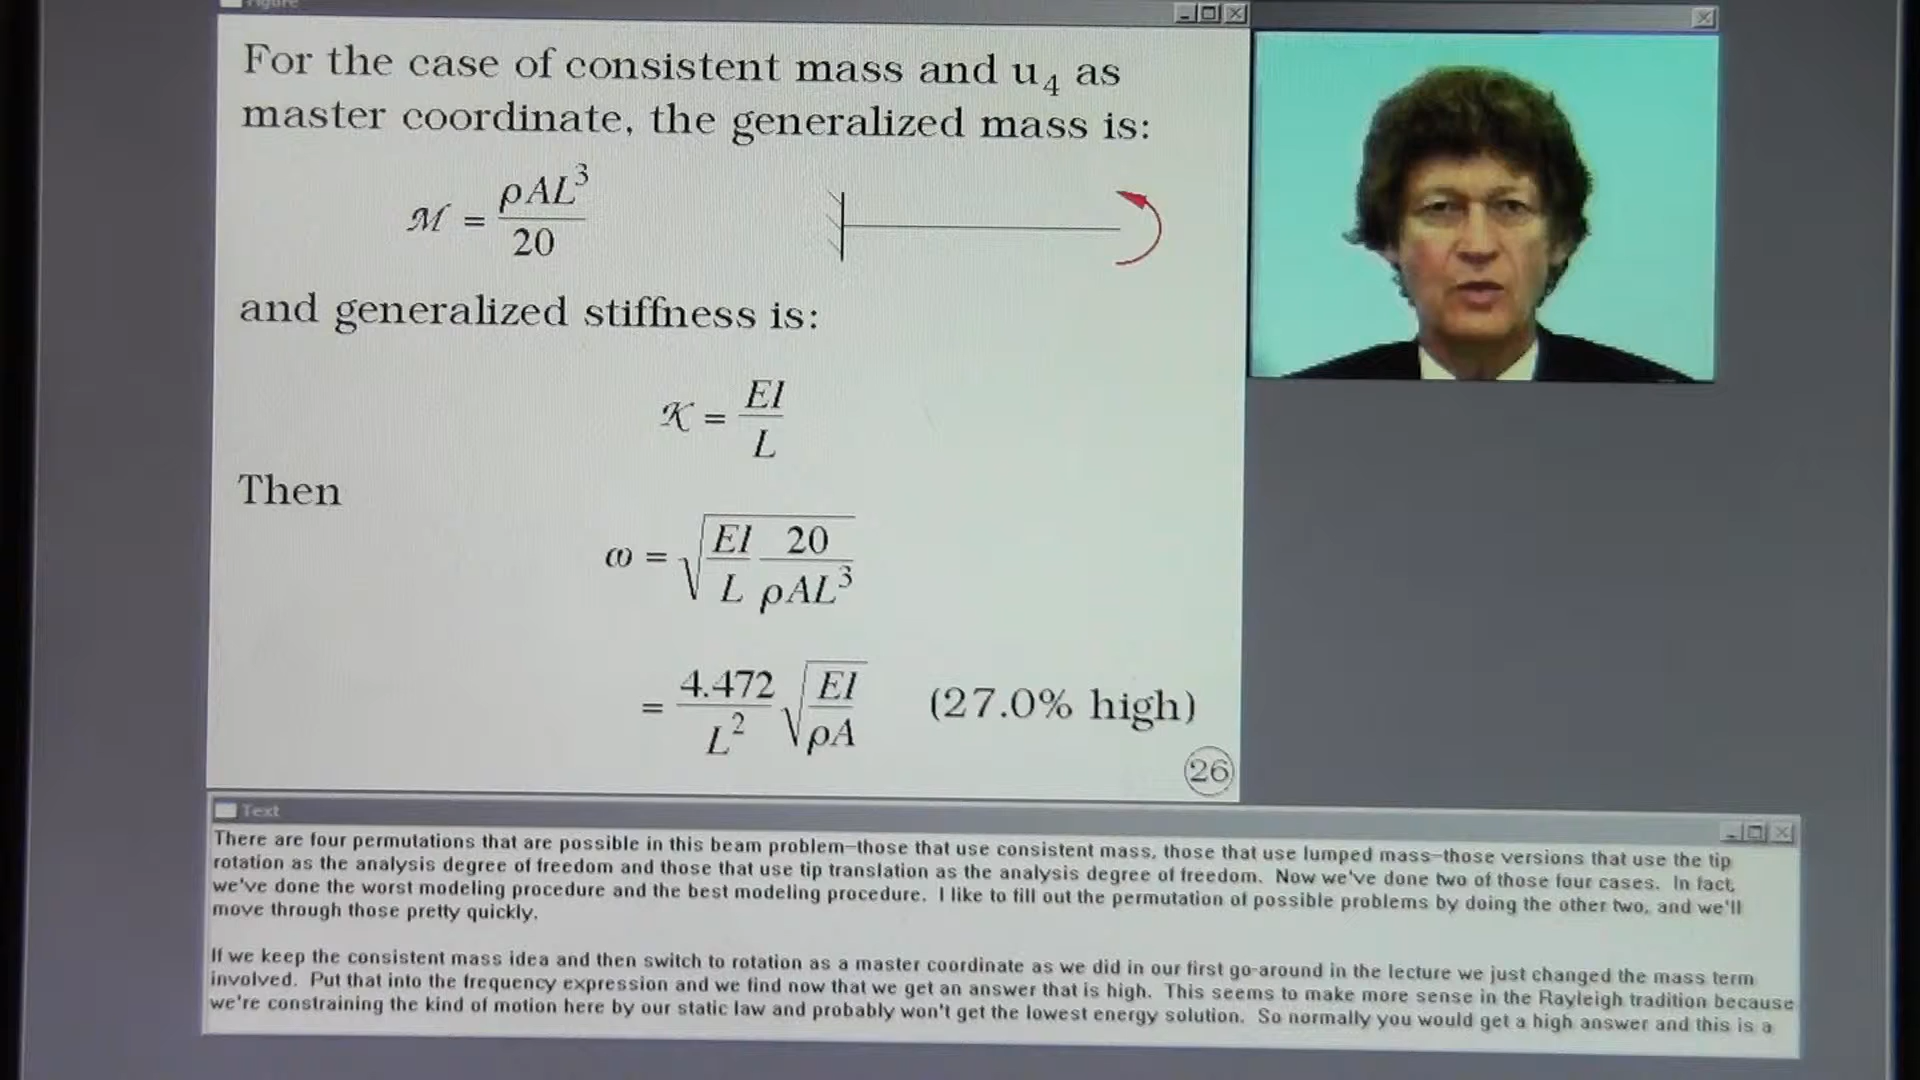 Figure
For the case of consistent mass and u₄ as
master coordinate, the generalized mass is:
ℳ = ρAL³ / 20
and generalized stiffness is:
𝒦 = EI / L
Then
ω = √(EI / L 20 / ρAL³)
= 4.472 / L² √(EI / ρA) (27.0% high)
26
Text
There are four permutations that are possible in this beam problem–those that use consistent mass, those that use lumped mass–those versions that use the tip
rotation as the analysis degree of freedom and those that use tip translation as the analysis degree of freedom. Now we've done two of those four cases. In fact,
we've done the worst modeling procedure and the best modeling procedure. I like to fill out the permutation of possible problems by doing the other two, and we'll
move through those pretty quickly.
If we keep the consistent mass idea and then switch to rotation as a master coordinate as we did in our first go-around in the lecture we just changed the mass term
involved. Put that into the frequency expression and we find now that we get an answer that is high. This seems to make more sense in the Rayleigh tradition because
we're constraining the kind of motion here by our static law and probably won't get the lowest energy solution. So normally you would get a high answer and this is a